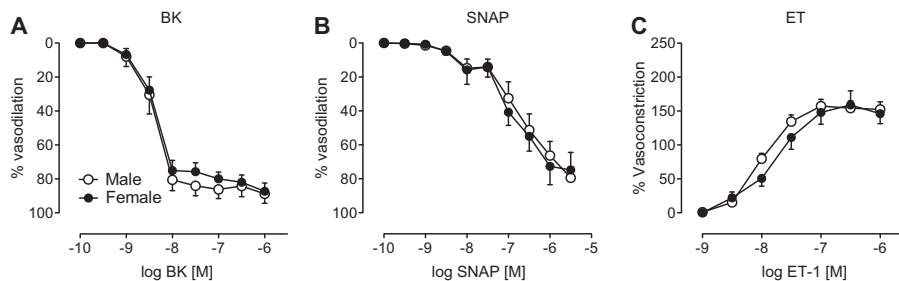 A
BK
0
20
40
60
80
100
% vasodilation
Male
Female
-10
-9
-8
-7
-6
log BK [M]
B
SNAP
0
20
40
60
80
100
% vasodilation
-10
-9
-8
-7
-6
-5
log SNAP [M]
C
ET
250
200
150
100
50
0
% Vasoconstriction
-9
-8
-7
-6
log ET-1 [M]